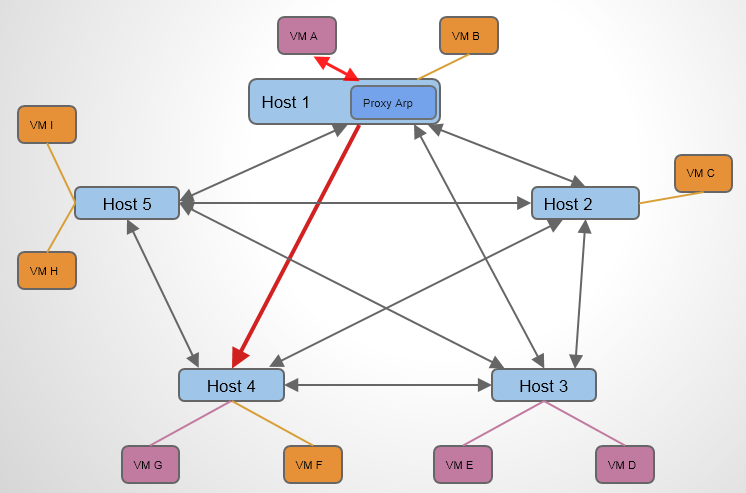 VM A
VM B
Host 1
Proxy Arp
VM I
VM C
Host 5
Host 2
VM H
Host 4
Host 3
VM G
VM F
VM E
VM D